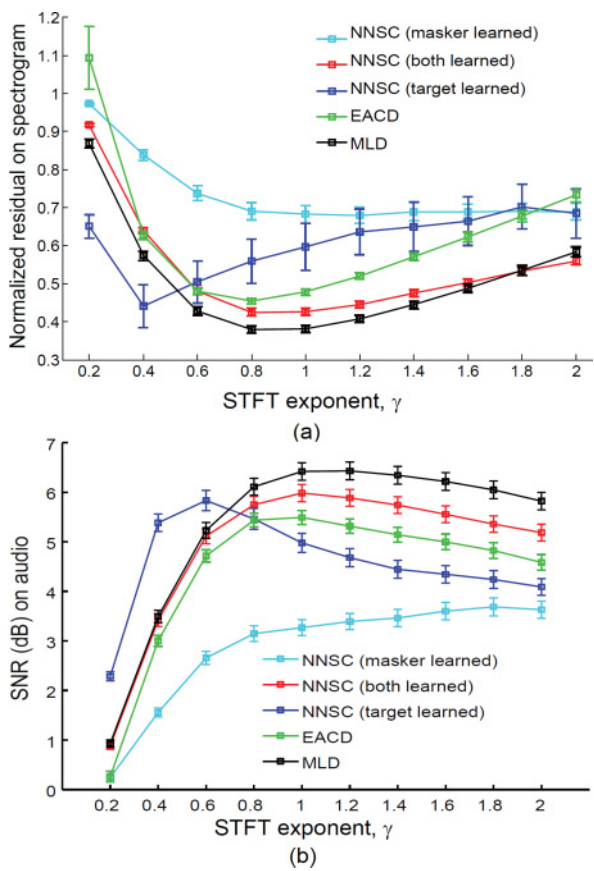 1.2
1.1
1
0.9
0.8
0.7
0.6
0.5
0.4
0.3
Normalized residual on spectrogram
NNSC (masker learned)
NNSC (both learned)
NNSC (target learned)
EACD
MLD
0.2 0.4 0.6 0.8 1 1.2 1.4 1.6 1.8 2
STFT exponent, γ
(a)
7
6
5
4
3
2
1
0
SNR (dB) on audio
NNSC (masker learned)
NNSC (both learned)
NNSC (target learned)
EACD
MLD
0.2 0.4 0.6 0.8 1 1.2 1.4 1.6 1.8 2
STFT exponent, γ
(b)